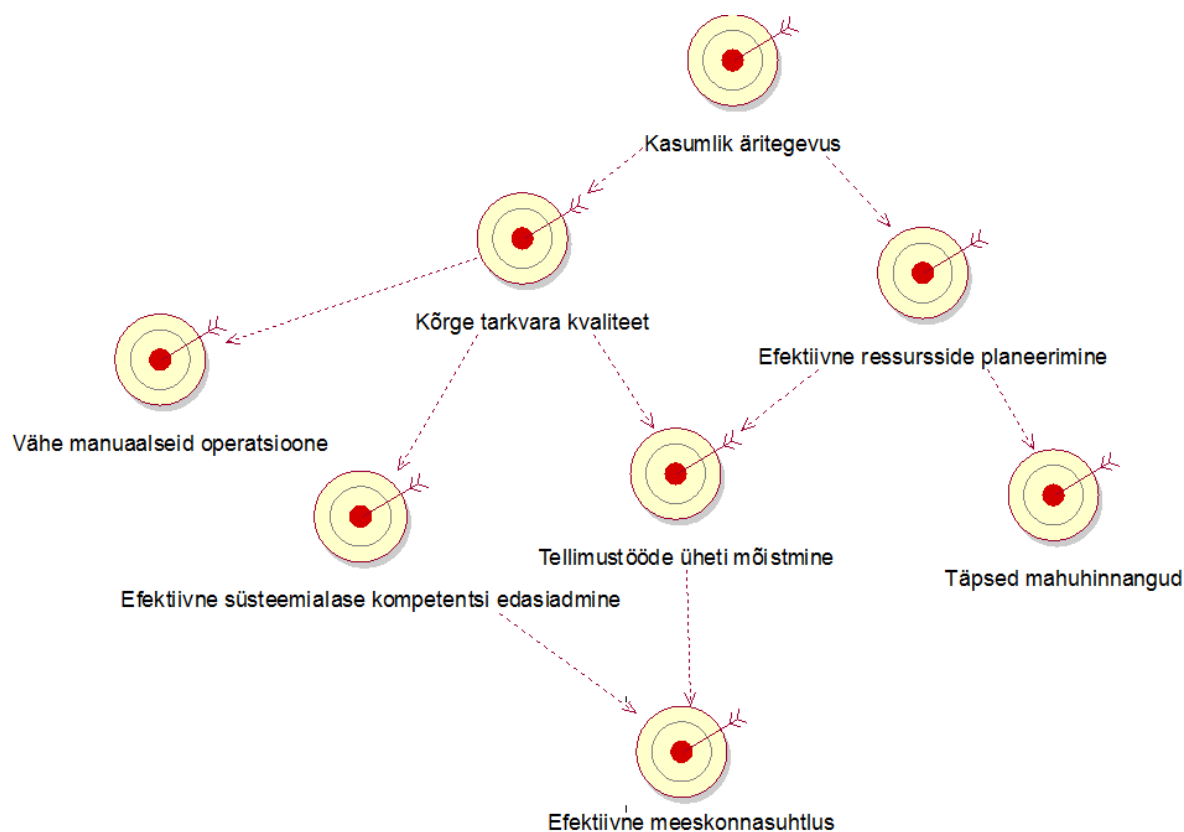 Kasumlik äritegevus
Kõrge tarkvara kvaliteet
Efektiivne ressursside planeerimine
Vähe manuaalseid operatsioone
Tellimustööde üheti mõistmine
Täpsed mahuhinnangud
Efektiivne süsteemialase kompetentsi edasiadmine
Efektiivne meeskonnasuhtlus